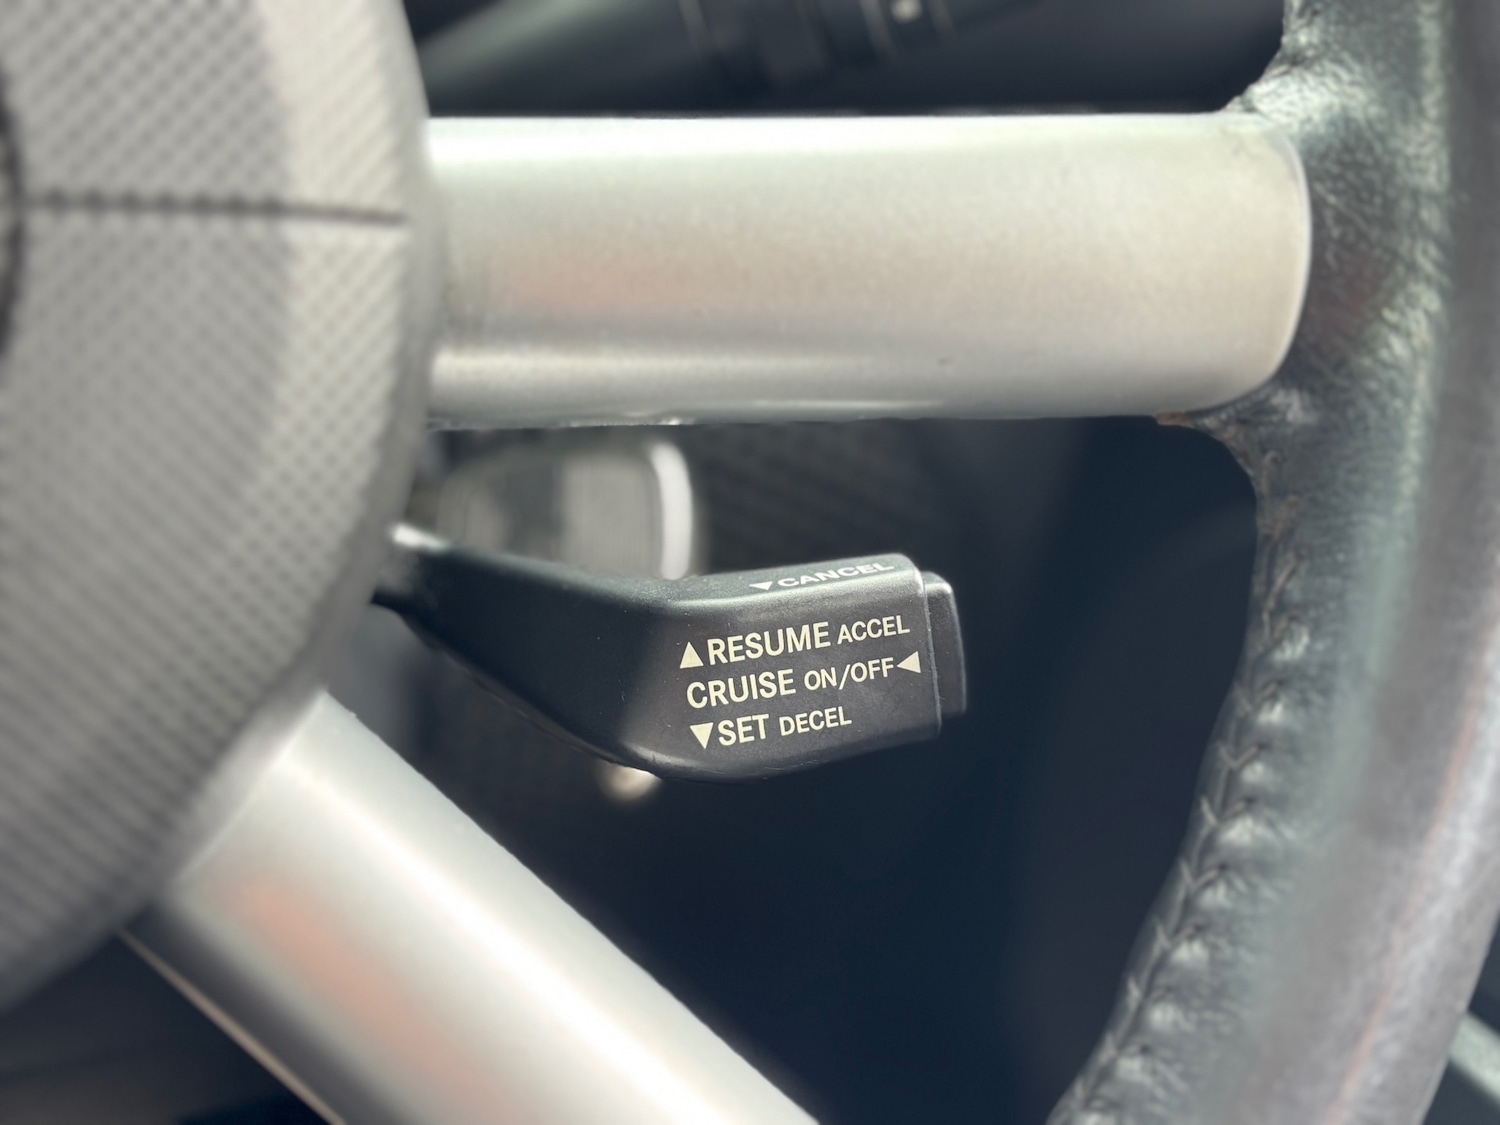 ▼CANCEL
▲RESUME ACCEL
CRUISE ON/OFF◀
▼SET DECEL